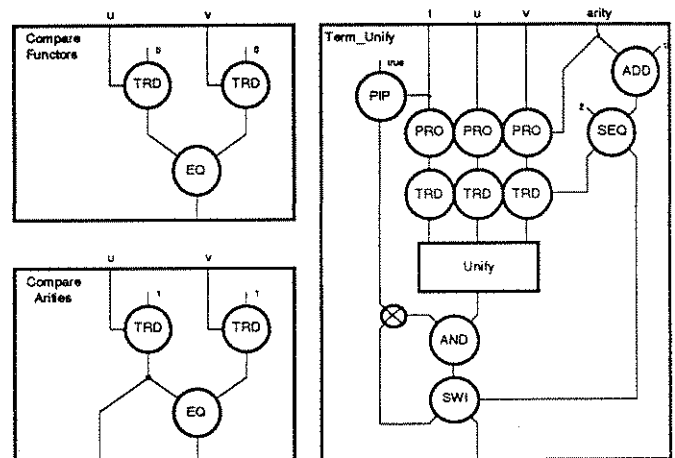 u v
Compare
Functors
0 0
TRD TRD
EQ
u v
Compare
Arities
1 1
TRD TRD
EQ
u v arity
Term_Unify
true
PIP
ADD
PRO PRO PRO
2
SEQ
TRD TRD TRD
Unify
AND
SWI